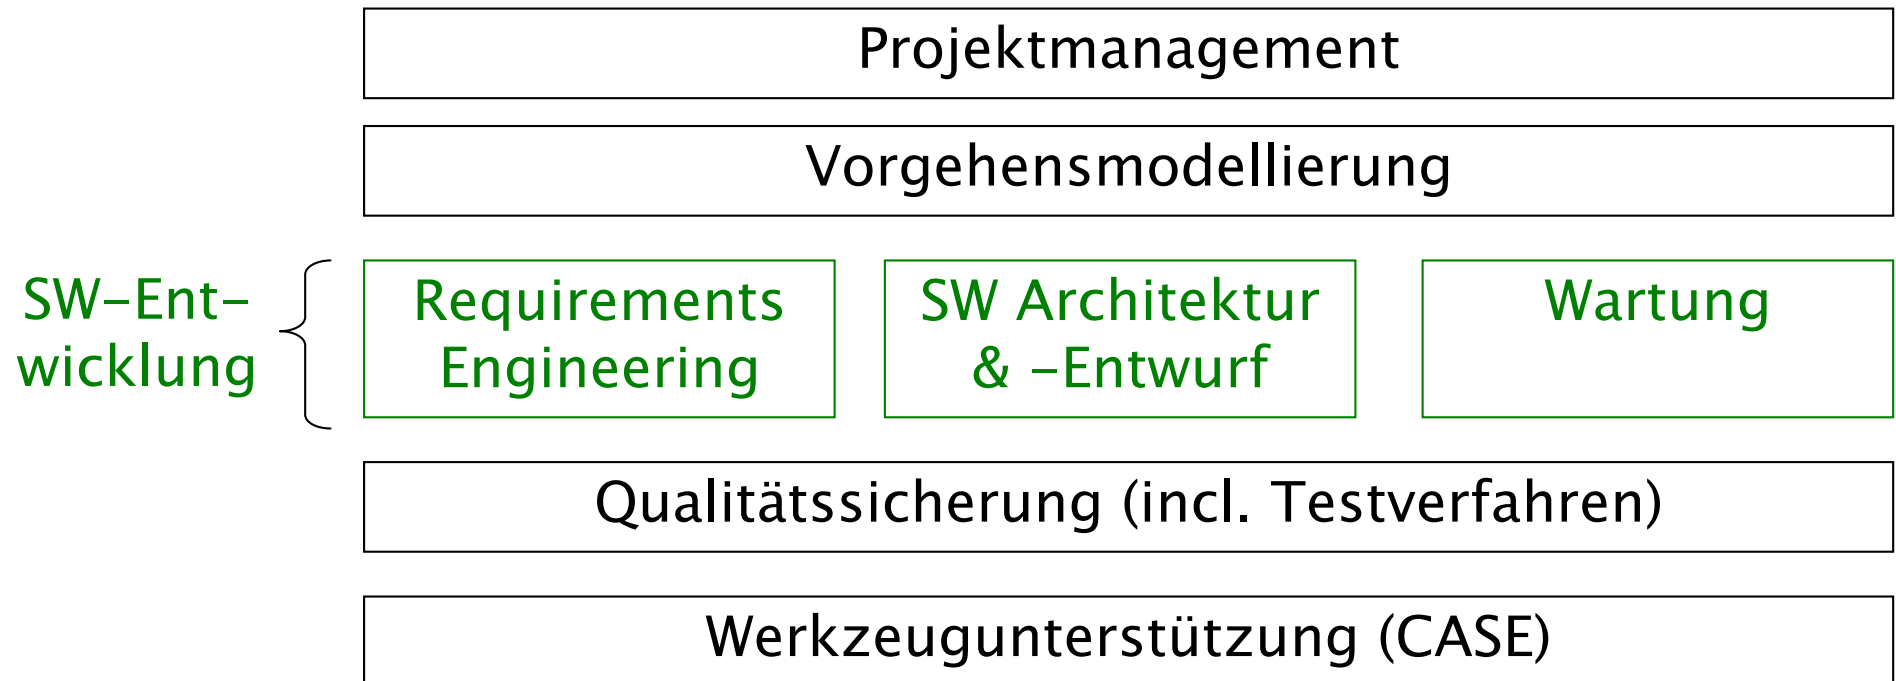 Projektmanagement
Vorgehensmodellierung
SW-Ent-
wicklung
Requirements
Engineering
SW Architektur
& -Entwurf
Wartung
Qualitätssicherung (incl. Testverfahren)
Werkzeugunterstützung (CASE)